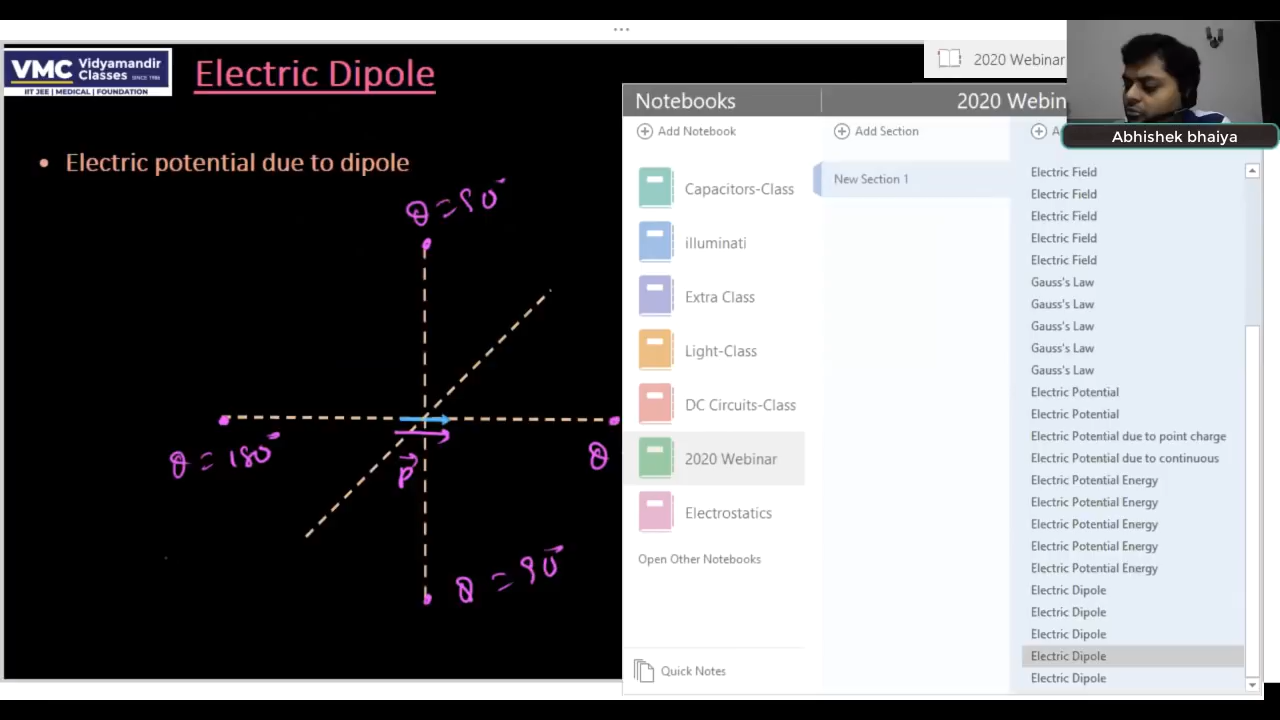 VMC Vidyamandir
Classes SINCE 1986
IIT JEE | MEDICAL | FOUNDATION
Electric Dipole
• Electric potential due to dipole
θ = 90°
θ = 180°
p⃗
θ
θ = 90°
2020 Webinar
Abhishek bhaiya
Notebooks
2020 Webin
Add Notebook
Add Section
A
Capacitors-Class
illuminati
Extra Class
Light-Class
DC Circuits-Class
2020 Webinar
Electrostatics
Open Other Notebooks
Quick Notes
New Section 1
Electric Field
Electric Field
Electric Field
Electric Field
Electric Field
Gauss's Law
Gauss's Law
Gauss's Law
Gauss's Law
Gauss's Law
Electric Potential
Electric Potential
Electric Potential due to point charge
Electric Potential due to continuous
Electric Potential Energy
Electric Potential Energy
Electric Potential Energy
Electric Potential Energy
Electric Potential Energy
Electric Dipole
Electric Dipole
Electric Dipole
Electric Dipole
Electric Dipole